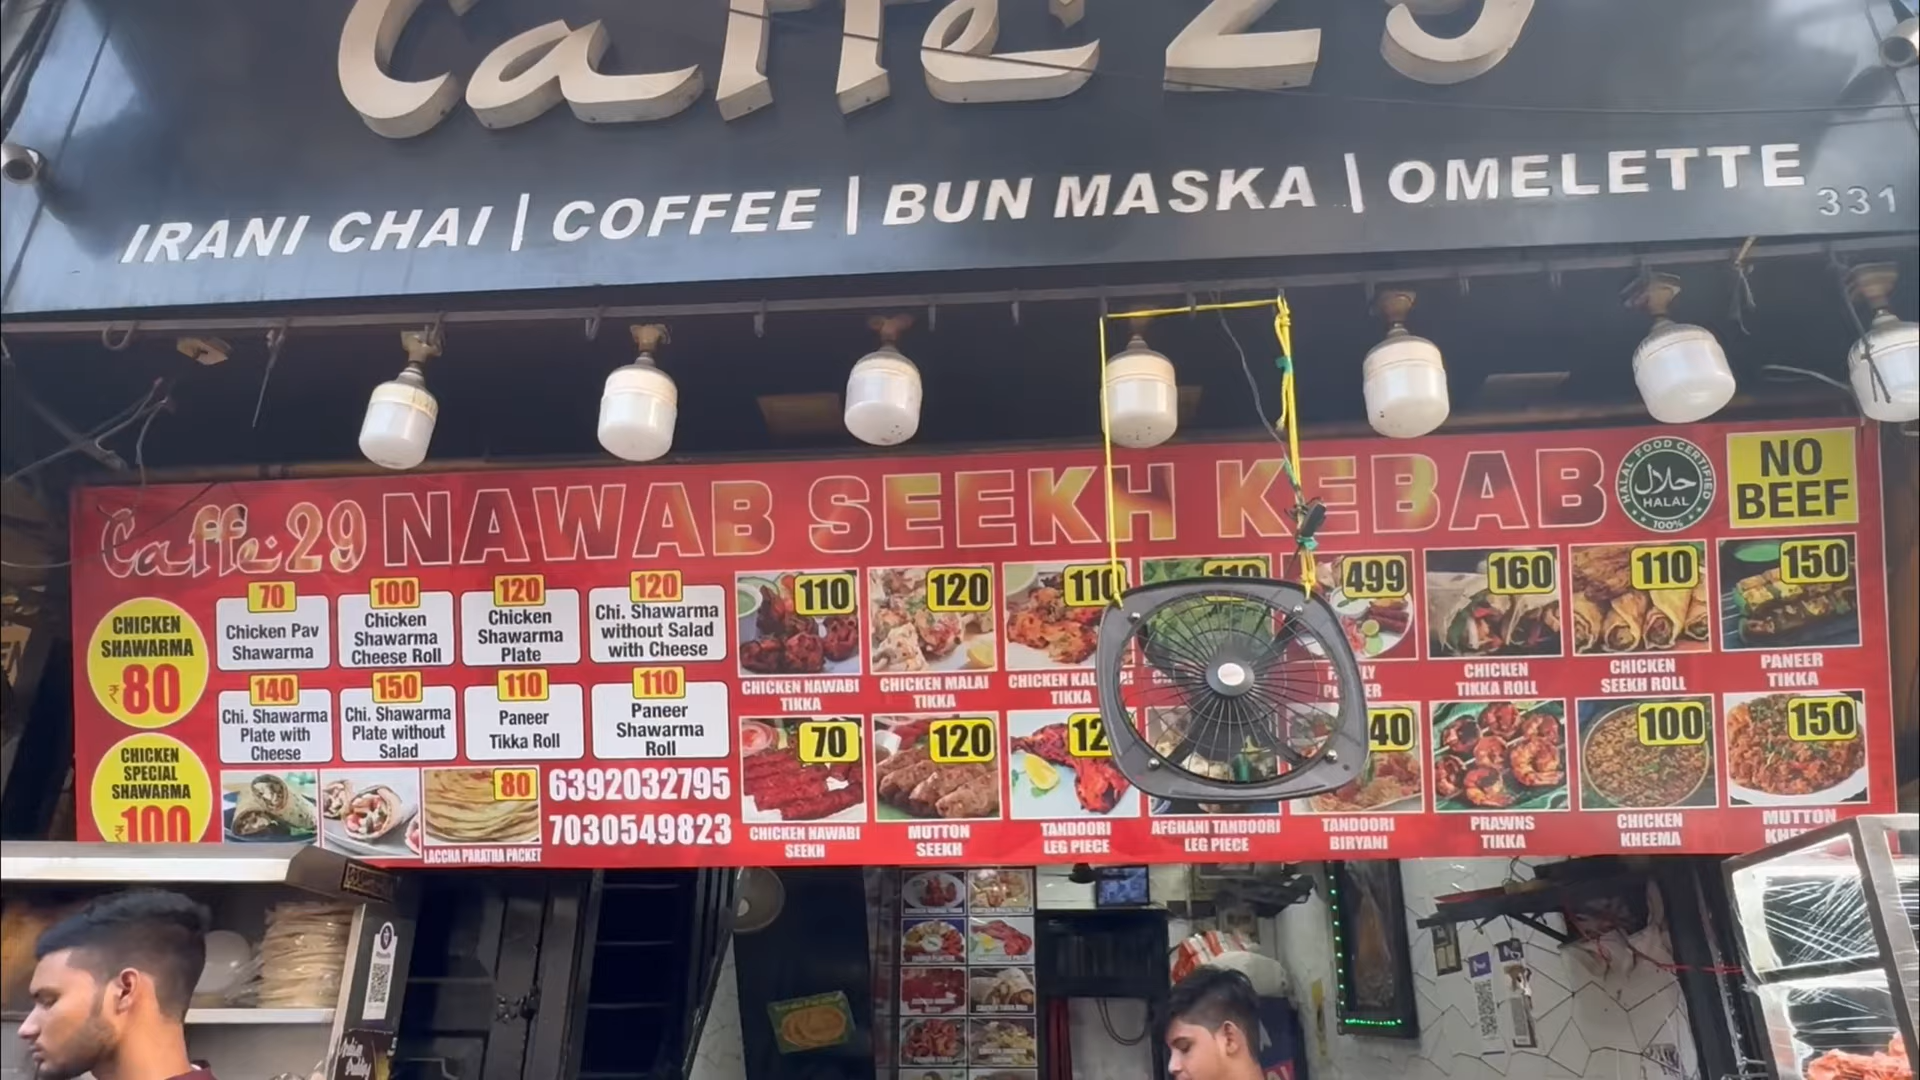 Caffe 29
IRANI CHAI | COFFEE | BUN MASKA | OMELETTE
331
Caffe 29 NAWAB SEEKH KEBAB
HALAL FOOD CERTIFIED
حلال
HALAL
100%
NO
BEEF
CHICKEN
SHAWARMA
₹80
70
Chicken Pav
Shawarma
100
Chicken
Shawarma
Cheese Roll
120
Chicken
Shawarma
Plate
120
Chi. Shawarma
without Salad
with Cheese
CHICKEN
SPECIAL
SHAWARMA
₹100
140
Chi. Shawarma
Plate with
Cheese
150
Chi. Shawarma
Plate without
Salad
110
Paneer
Tikka Roll
110
Paneer
Shawarma
Roll
80
LACCHA PARATHA PACKET
6392032795
7030549823
110
CHICKEN NAWABI
TIKKA
120
CHICKEN MALAI
TIKKA
110
CHICKEN
TIKKA
110
499
160
CHICKEN
TIKKA ROLL
110
CHICKEN
SEEKH ROLL
150
PANEER
TIKKA
70
CHICKEN NAWABI
SEEKH
120
MUTTON
SEEKH
12
TANDOORI
LEG PIECE
AFGHANI TANDOORI
LEG PIECE
40
TANDOORI
BIRYANI
PRAWNS
TIKKA
100
CHICKEN
KHEEMA
150
MUTTON